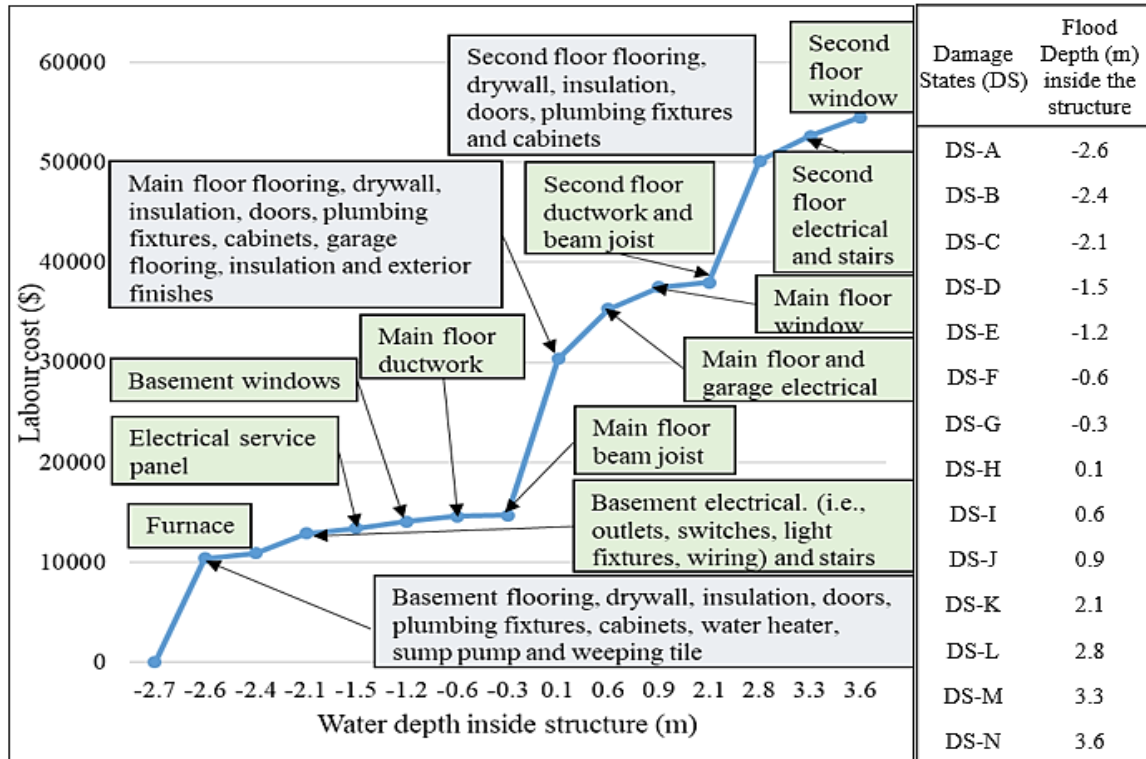 60000
50000
40000
30000
20000
10000
0
Labour cost ($)
Second floor flooring,
drywall, insulation,
doors, plumbing fixtures
and cabinets
Second
floor
window
Main floor flooring, drywall,
insulation, doors, plumbing
fixtures, cabinets, garage
flooring, insulation and exterior
finishes
Second floor
ductwork and
beam joist
Second
floor
electrical
and stairs
Main floor
ductwork
Main floor
window
Basement windows
Main floor and
garage electrical
Electrical service
panel
Main floor
beam joist
Furnace
Basement electrical. (i.e.,
outlets, switches, light
fixtures, wiring) and stairs
Basement flooring, drywall, insulation, doors,
plumbing fixtures, cabinets, water heater,
sump pump and weeping tile
-2.7 -2.6 -2.4 -2.1 -1.5 -1.2 -0.6 -0.3 0.1 0.6 0.9 2.1 2.8 3.3 3.6
Water depth inside structure (m)
Damage
States (DS)
Flood
Depth (m)
inside the
structure
DS-A -2.6
DS-B -2.4
DS-C -2.1
DS-D -1.5
DS-E -1.2
DS-F -0.6
DS-G -0.3
DS-H 0.1
DS-I 0.6
DS-J 0.9
DS-K 2.1
DS-L 2.8
DS-M 3.3
DS-N 3.6